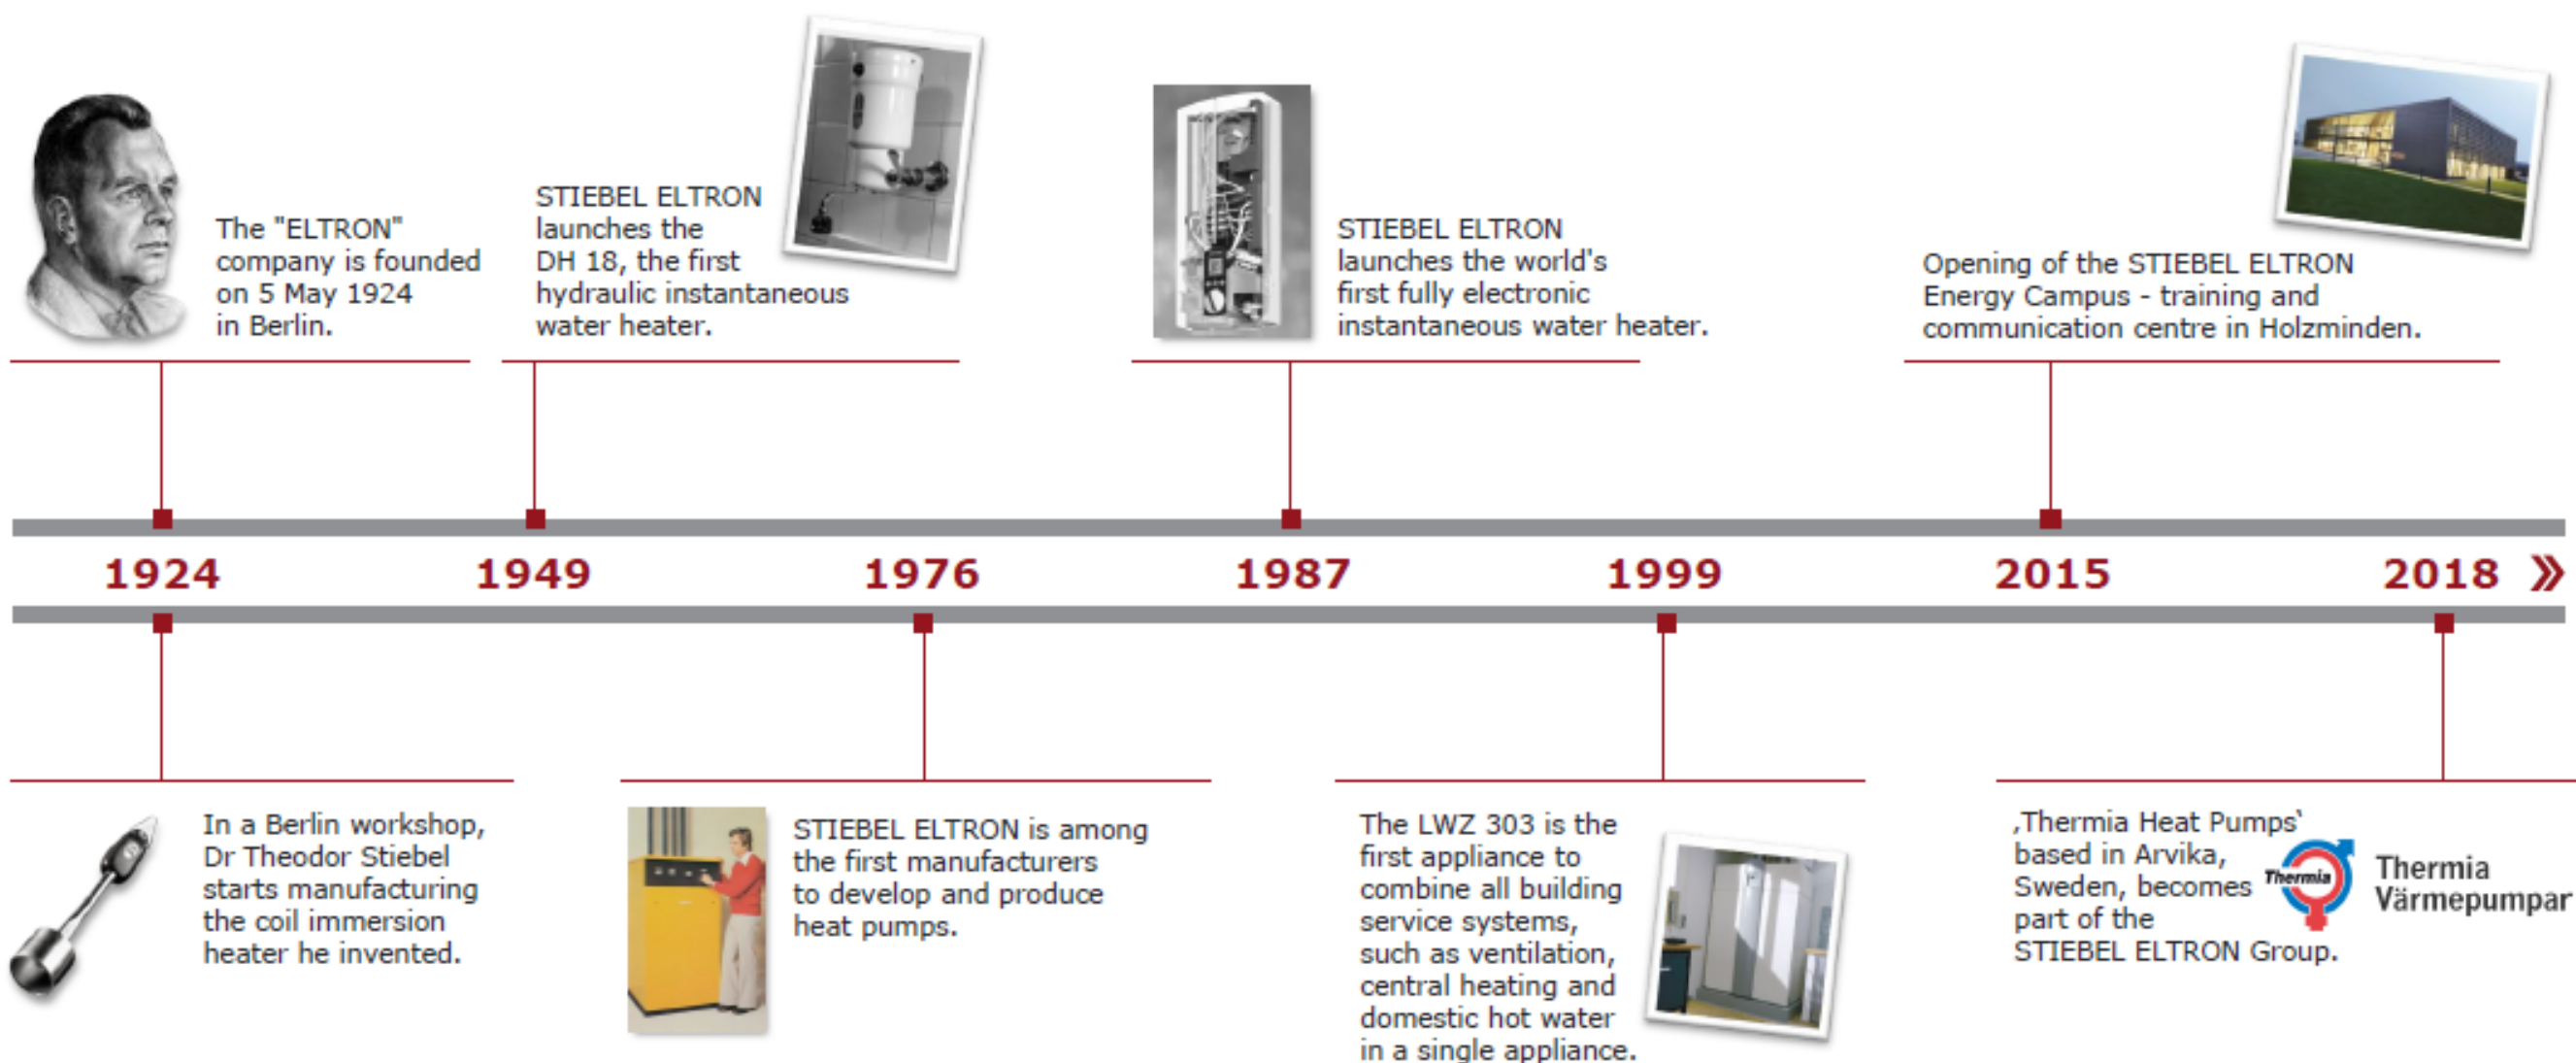 The "ELTRON"
company is founded
on 5 May 1924
in Berlin.
STIEBEL ELTRON
launches the
DH 18, the first
hydraulic instantaneous
water heater.
STIEBEL ELTRON
launches the world's
first fully electronic
instantaneous water heater.
Opening of the STIEBEL ELTRON
Energy Campus - training and
communication centre in Holzminden.
1924 1949 1976 1987 1999 2015 2018 »
In a Berlin workshop,
Dr Theodor Stiebel
starts manufacturing
the coil immersion
heater he invented.
STIEBEL ELTRON is among
the first manufacturers
to develop and produce
heat pumps.
The LWZ 303 is the
first appliance to
combine all building
service systems,
such as ventilation,
central heating and
domestic hot water
in a single appliance.
‚Thermia Heat Pumps‘
based in Arvika,
Sweden, becomes
part of the
STIEBEL ELTRON Group.
Thermia
Thermia
Värmepumpar